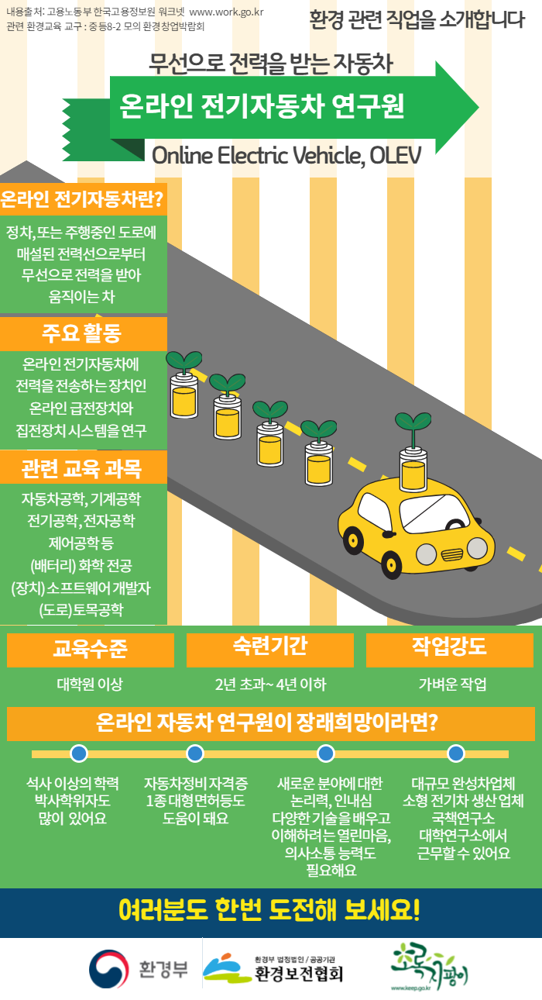 내용출처: 고용노동부 한국고용정보원 워크넷 www.work.go.kr
관련 환경교육 교구 : 중등8-2 모의 환경창업박람회
환경 관련 직업을 소개합니다
무선으로 전력을 받는 자동차
온라인 전기자동차 연구원
Online Electric Vehicle, OLEV
온라인 전기자동차란?
정차, 또는 주행중인 도로에
매설된 전력선으로부터
무선으로 전력을 받아
움직이는 차
주요 활동
온라인 전기자동차에
전력을 전송하는 장치인
온라인 급전장치와
집전장치 시스템을 연구
관련 교육 과목
자동차공학, 기계공학
전기공학, 전자공학
제어공학 등
(배터리) 화학 전공
(장치) 소프트웨어 개발자
(도로)토목공학
교육수준
대학원 이상
숙련기간
2년 초과~ 4년 이하
작업강도
가벼운 작업
온라인 자동차 연구원이 장래희망이라면?
석사 이상의 학력
박사학위자도
많이 있어요
자동차정비 자격증
1종 대형 면허등도
도움이 돼요
새로운 분야에 대한
논리력, 인내심
다양한 기술을 배우고
이해하려는 열린마음,
의사소통 능력도
필요해요
대규모 완성차업체
소형 전기차 생산 업체
국책연구소
대학연구소에서
근무할 수 있어요
여러분도 한번 도전해 보세요!
환경부
환경부 법정법인 / 공공기관
환경보전협회
초록지팡이
www.keep.go.kr